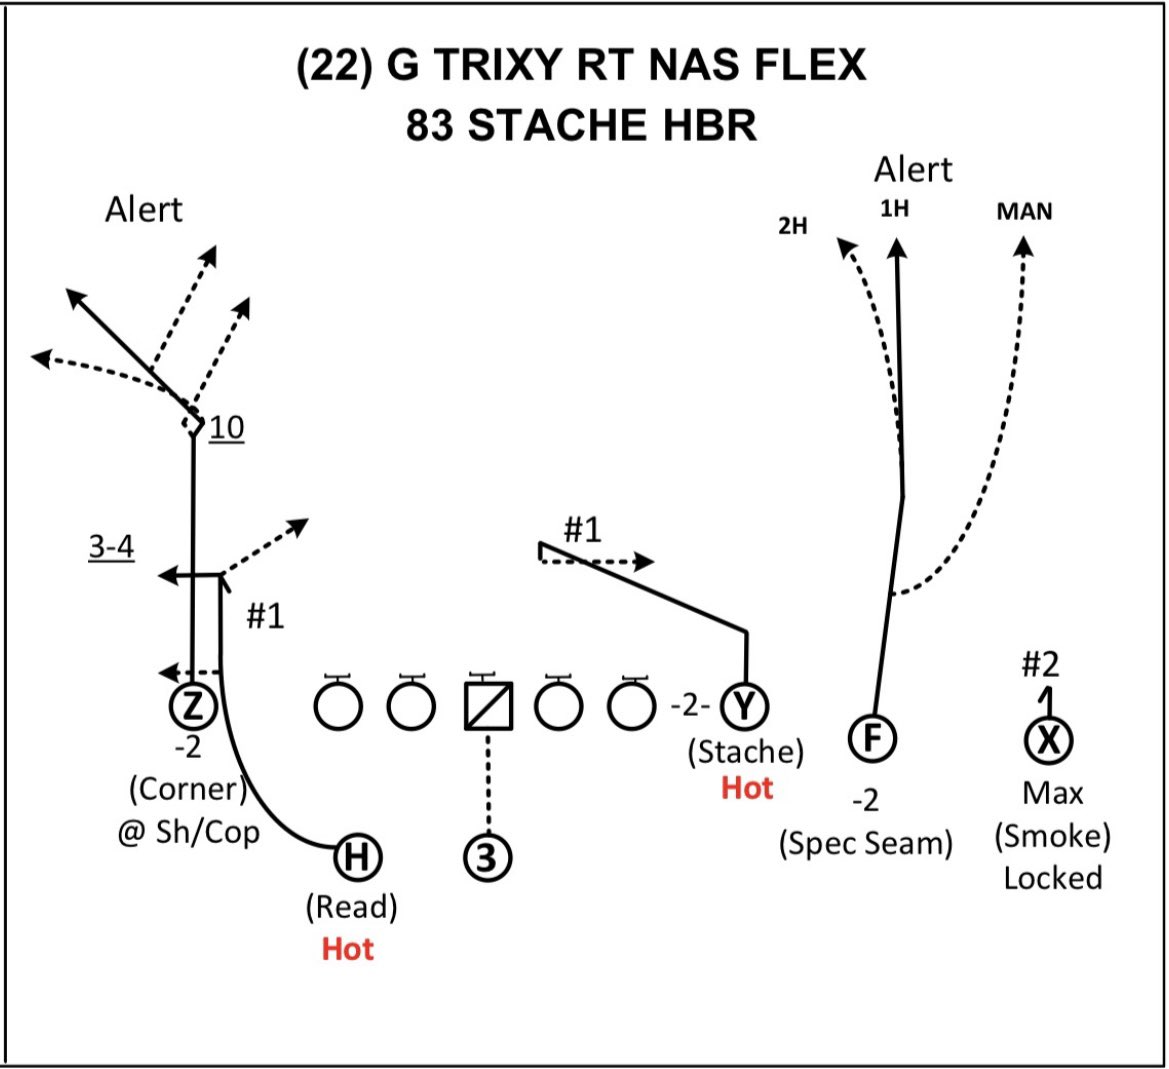 (22) G TRIXY RT NAS FLEX
83 STACHE HBR
Alert
Alert
2H
1H
MAN
10
3-4
#1
#1
#2
Z
-2-
Y
F
X
-2
(Corner)
@ Sh/Cop
(Stache)
Hot
-2
(Spec Seam)
Max
(Smoke)
Locked
H
3
(Read)
Hot